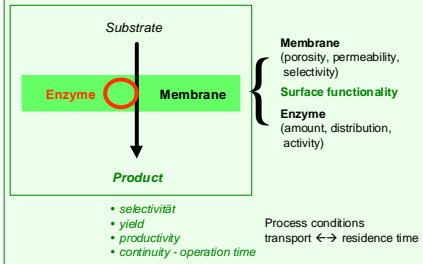 Substrate
Enzyme
Membrane
Product
Membrane
(porosity, permeability,
selectivity)
Surface functionality
Enzyme
(amount, distribution,
activity)
• selectivität
• yield
• productivity
• continuity - operation time
Process conditions
transport ←→ residence time